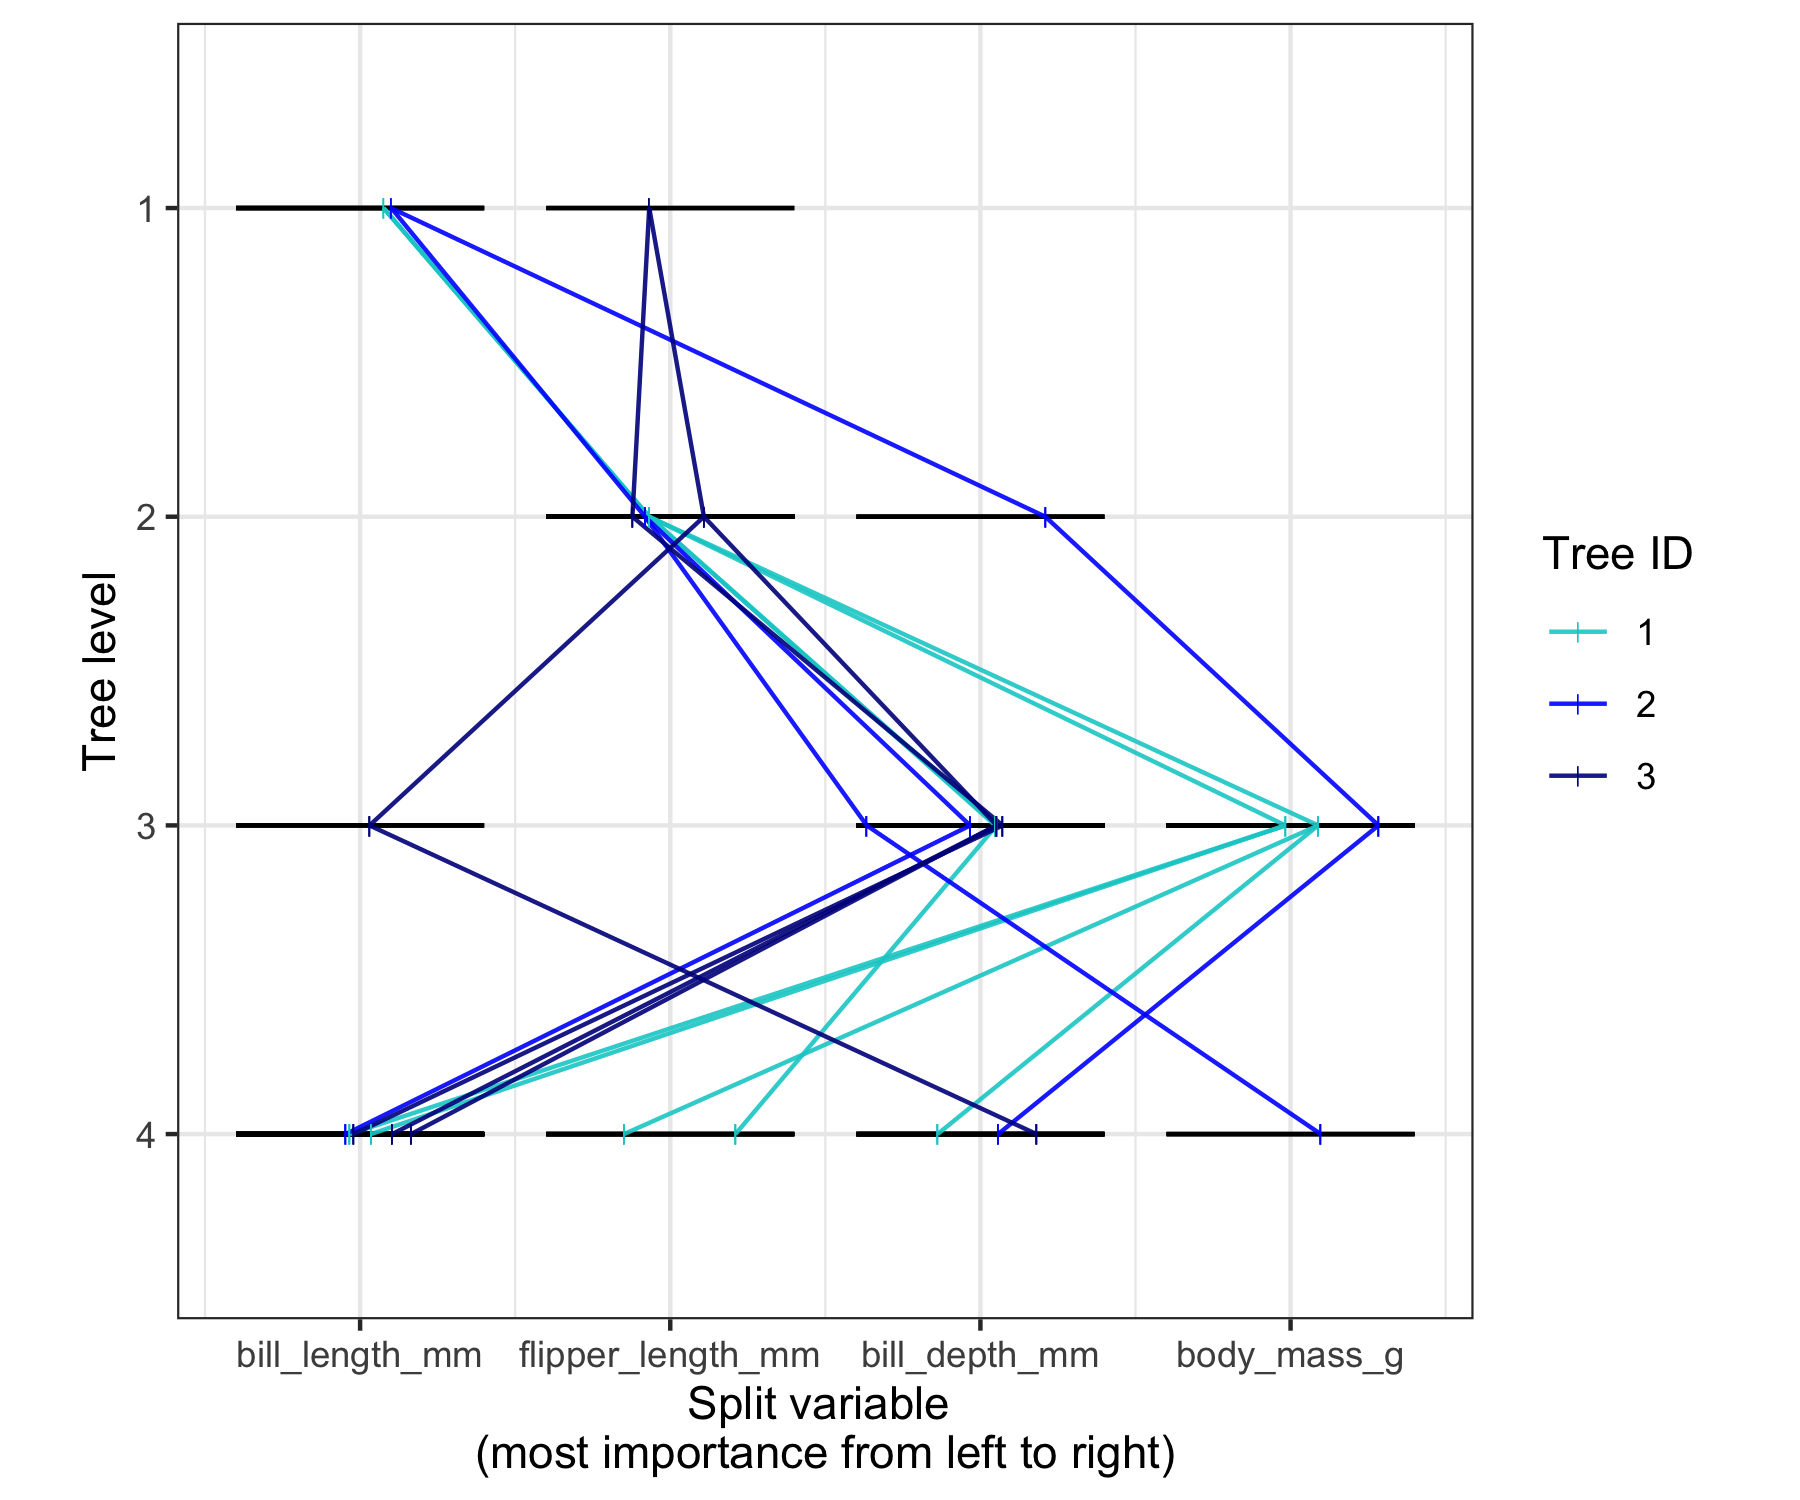 1
2
3
4
Tree level
bill_length_mm
flipper_length_mm
bill_depth_mm
body_mass_g
Split variable
(most importance from left to right)
Tree ID
1
2
3